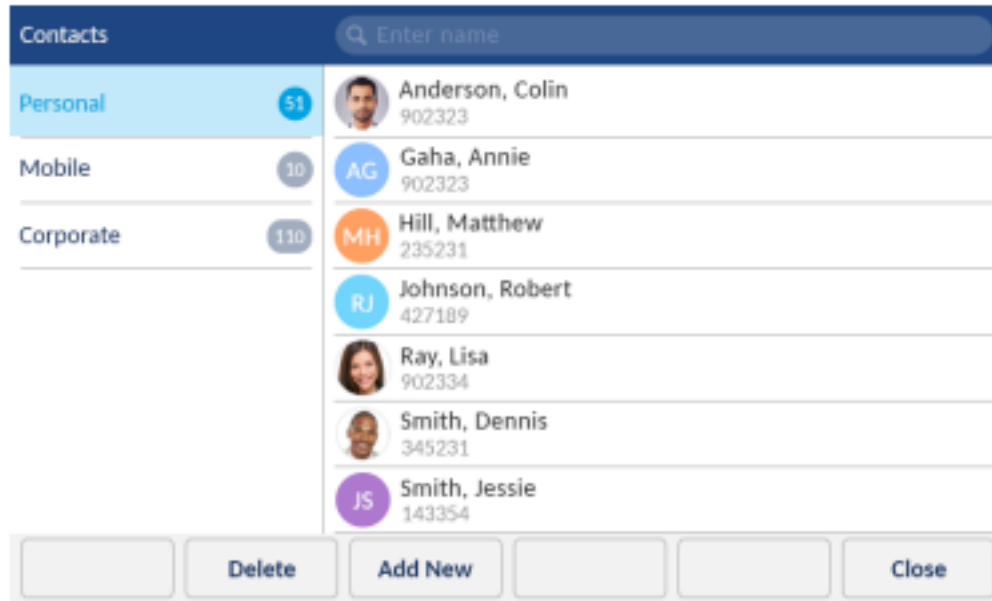 Contacts
Enter name
Personal 51
Mobile 10
Corporate 110
Anderson, Colin
902323
AG
Gaha, Annie
902323
MH
Hill, Matthew
235231
RJ
Johnson, Robert
427189
Ray, Lisa
902334
Smith, Dennis
345231
JS
Smith, Jessie
143354
Delete
Add New
Close